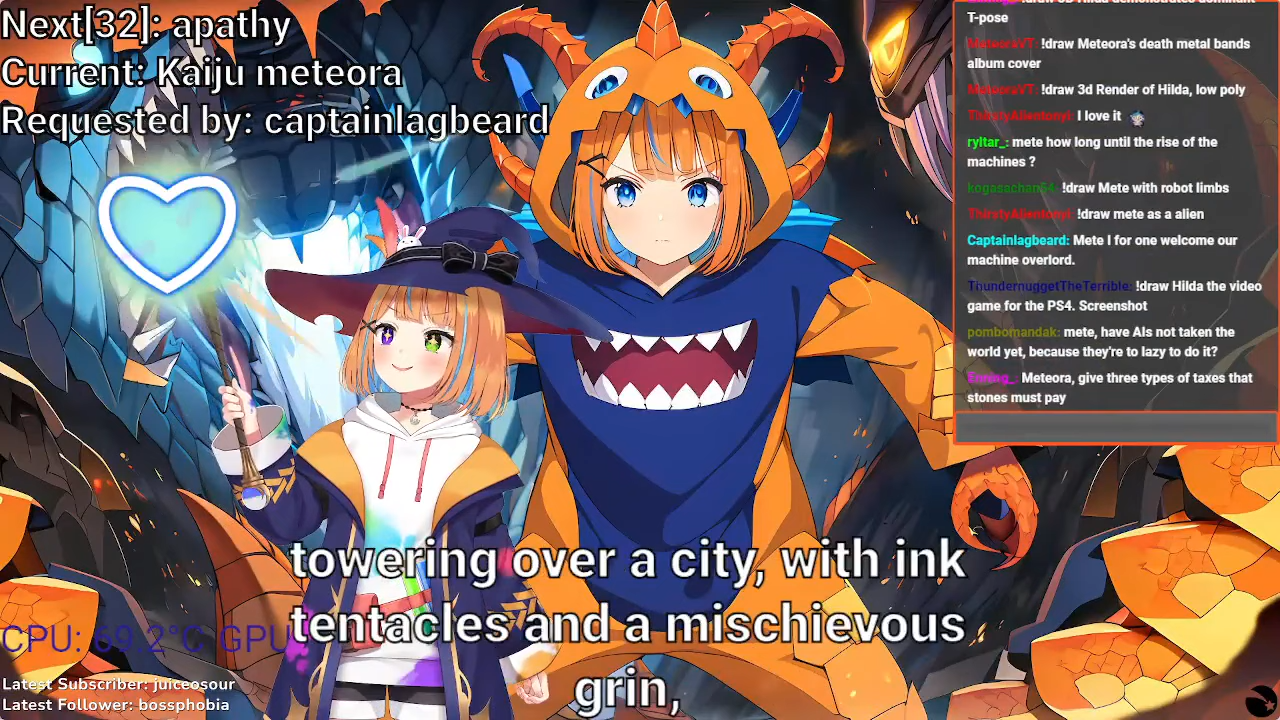 Next[32]: apathy
Current: Kaiju meteora
Requested by: captainlagbeard
T-pose
MeteoraVT: !draw Meteora's death metal bands
album cover
MeteoraVT: !draw 3d Render of Hilda, low poly
ThirstyAlientonyi: I love it
ryltar_: mete how long until the rise of the
machines ?
kogasachan54: !draw Mete with robot limbs
ThirstyAlientonyi: !draw mete as a alien
Captainlagbeard: Mete I for one welcome our
machine overlord.
ThundernuggetTheTerrible: !draw Hilda the video
game for the PS4. Screenshot
pombomandak: mete, have AIs not taken the
world yet, because they're to lazy to do it?
Meteora, give three types of taxes that
stones must pay
towering over a city, with ink
tentacles and a mischievous
grin,
CPU: 69.2°C GPU:
Latest Subscriber: juiceosour
Latest Follower: bossphobia